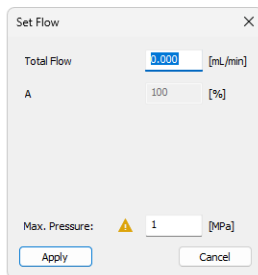 Set Flow
Total Flow 0.000 [mL/min]
A 100 [%]
Max. Pressure: 1 [MPa]
Apply Cancel